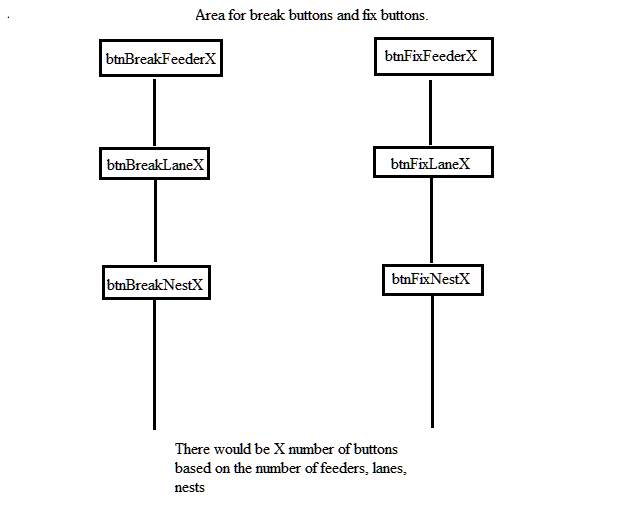 Area for break buttons and fix buttons.
btnBreakFeederX
btnFixFeederX
btnBreakLaneX
btnFixLaneX
btnBreakNestX
btnFixNestX
There would be X number of buttons
based on the number of feeders, lanes,
nests